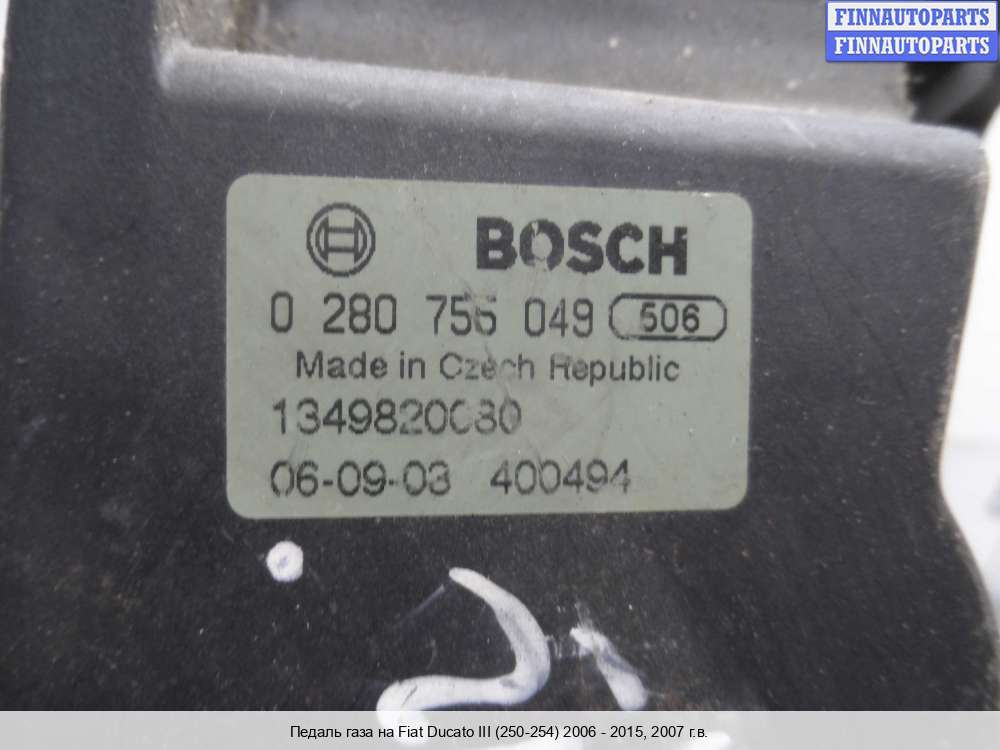 FINNAUTOPARTS
FINNAUTOPARTS
BOSCH
0 280 755 049 506
Made in Czech Republic
1349820080
06-09-03 400494
Педаль газа на Fiat Ducato III (250-254) 2006 - 2015, 2007 г.в.